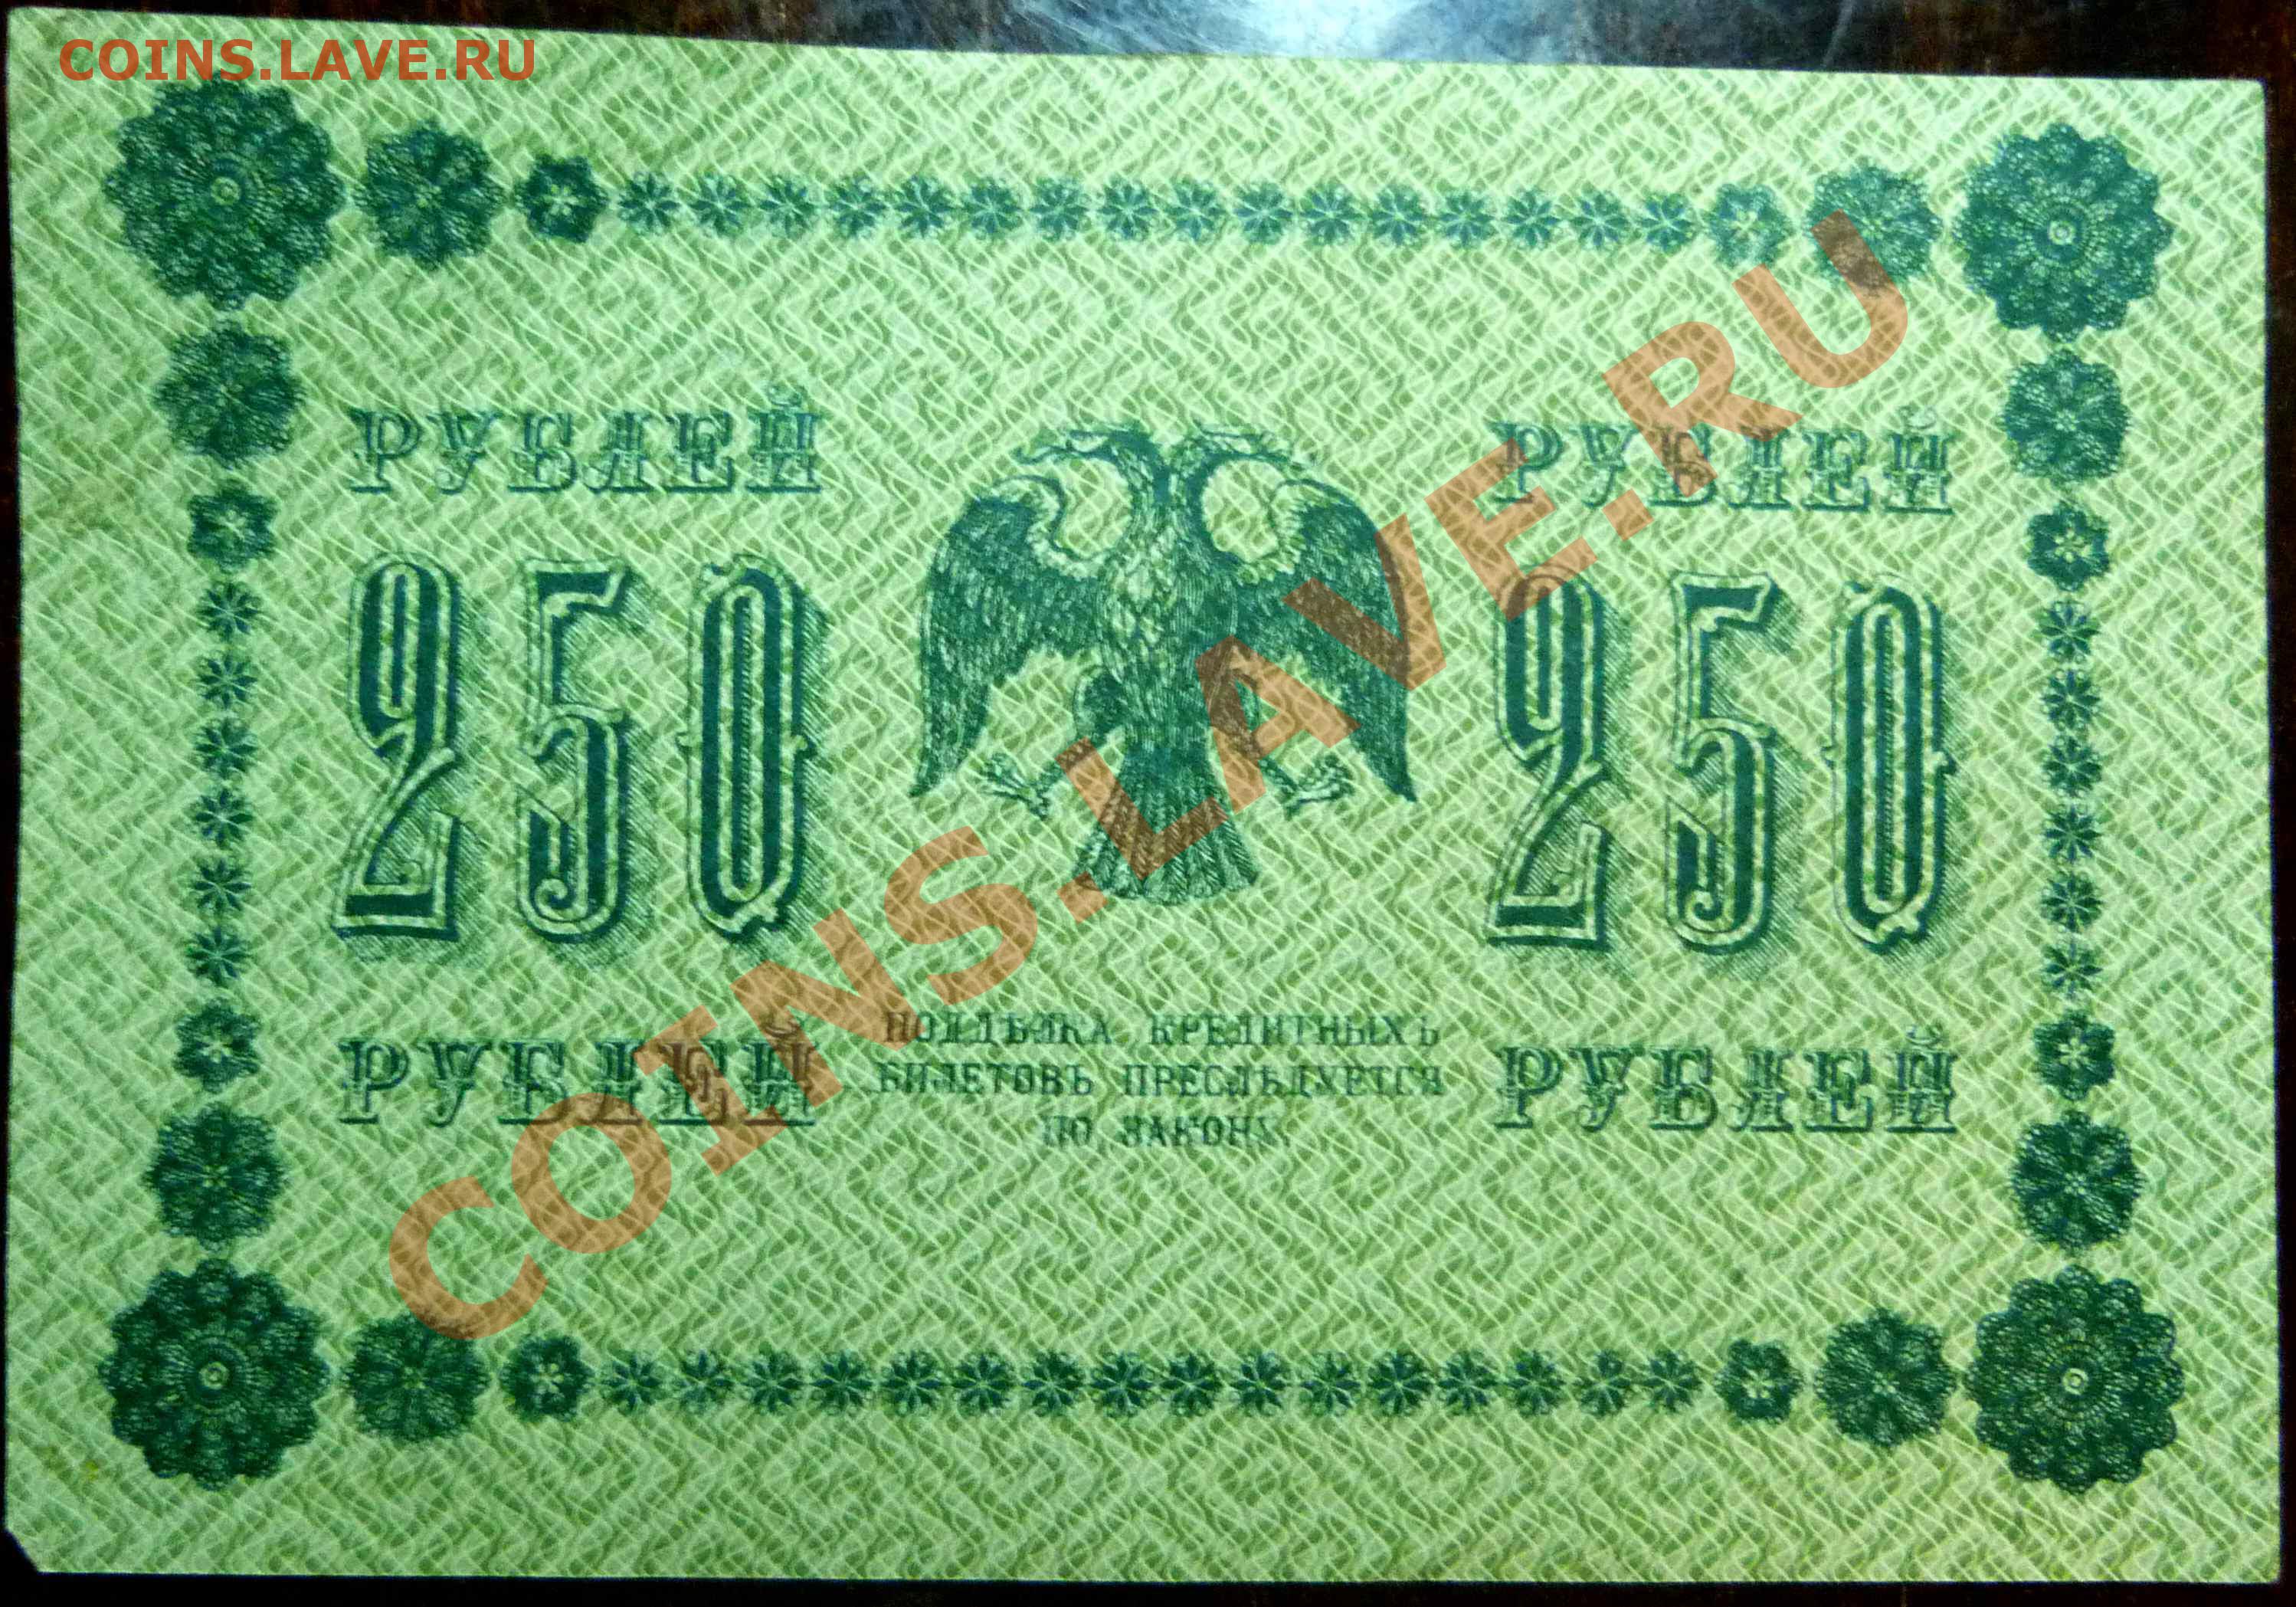 COINS.LAVE.RU
РУБЛЕЙ РУБЛЕЙ
250 250
РУБЛЕЙ РУБЛЕЙ
ПОДДѢЛКА КРЕДИТНЫХЪ
БИЛЕТОВЪ ПРЕСЛѢДУЕТСЯ
ПО ЗАКОНУ.
COINS.LAVE.RU